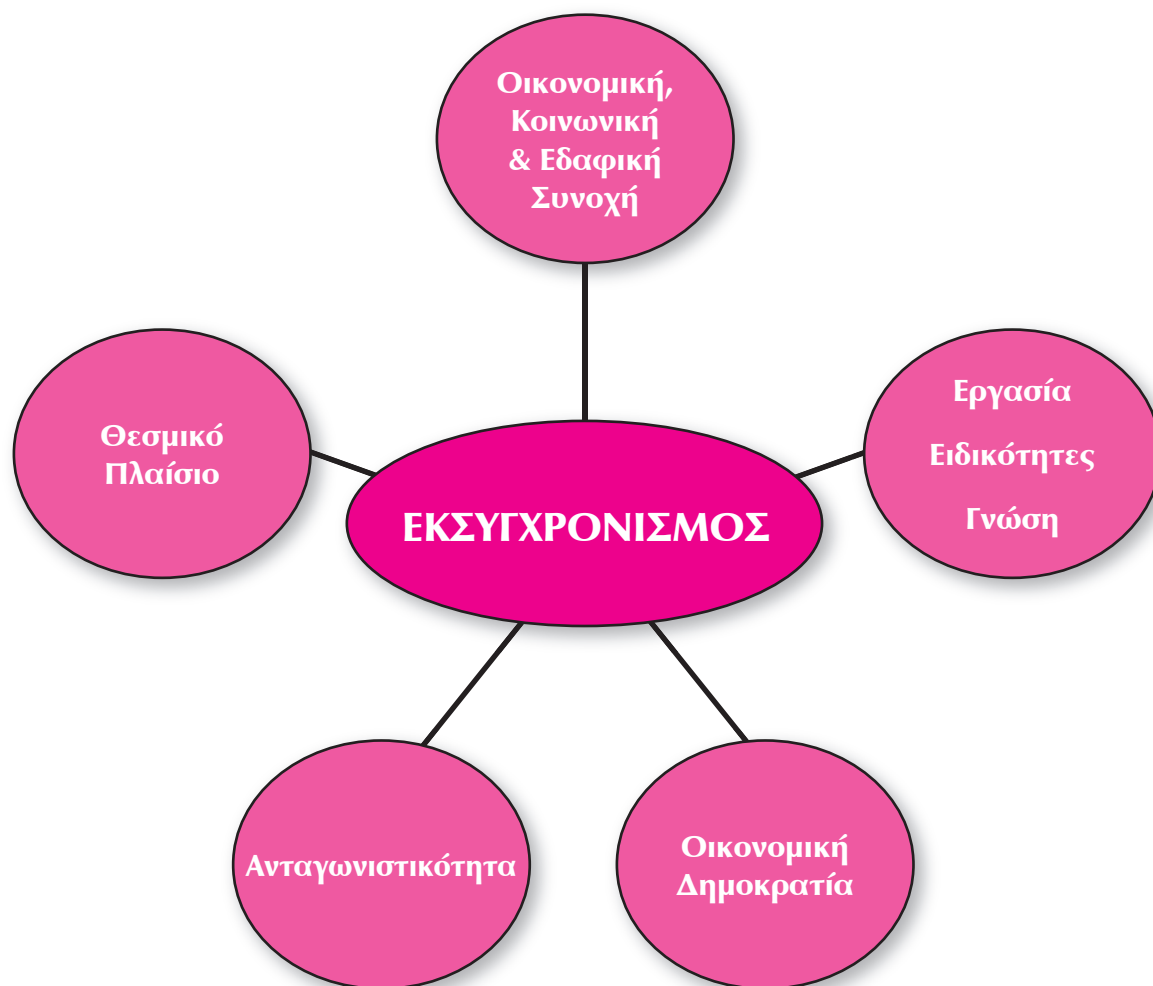 Οικονομική,
Κοινωνική
& Εδαφική
Συνοχή
Θεσμικό
Πλαίσιο
Εργασία
Ειδικότητες
Γνώση
ΕΚΣΥΓΧΡΟΝΙΣΜΟΣ
Ανταγωνιστικότητα
Οικονομική
Δημοκρατία